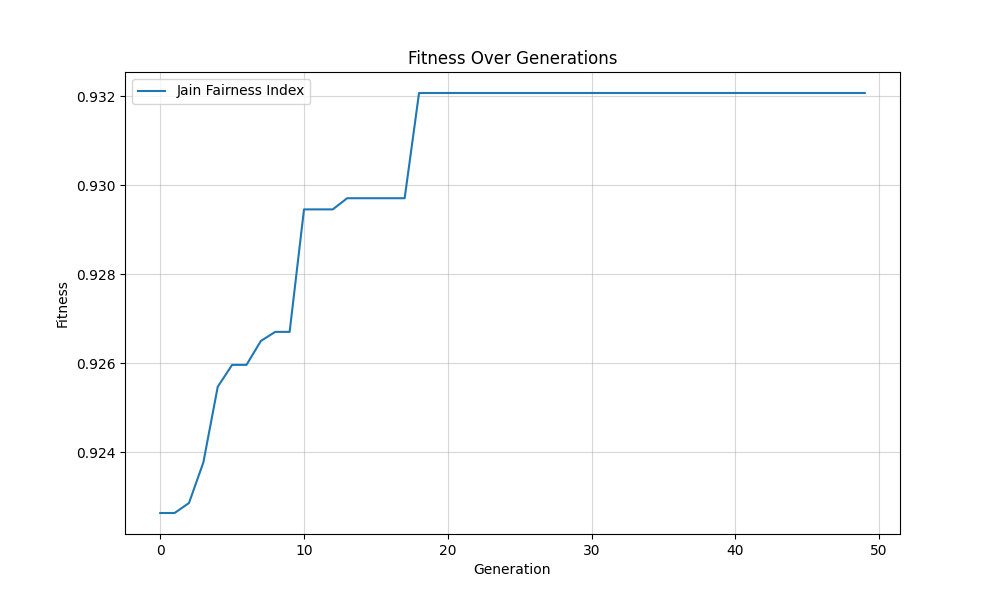 Fitness Over Generations
Jain Fairness Index
0.932
0.930
0.928
0.926
0.924
Fitness
0 10 20 30 40 50
Generation